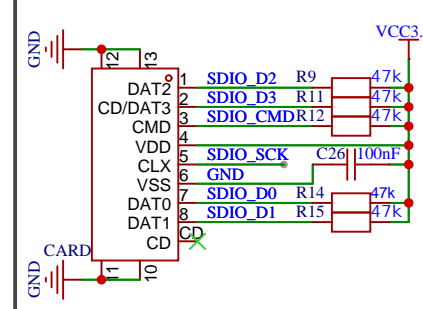 VCC3.
GND
12
13
DAT2 1 SDIO_D2 R9 47k
CD/DAT3 2 SDIO_D3 R11 47k
CMD 3 SDIO_CMD R12 47k
VDD 4
CLX 5 SDIO_SCK C26 100nF
VSS 6 GND
DAT0 7 SDIO_D0 R14 47k
DAT1 8 SDIO_D1 R15 47k
CD CD
CARD
GND
11
10